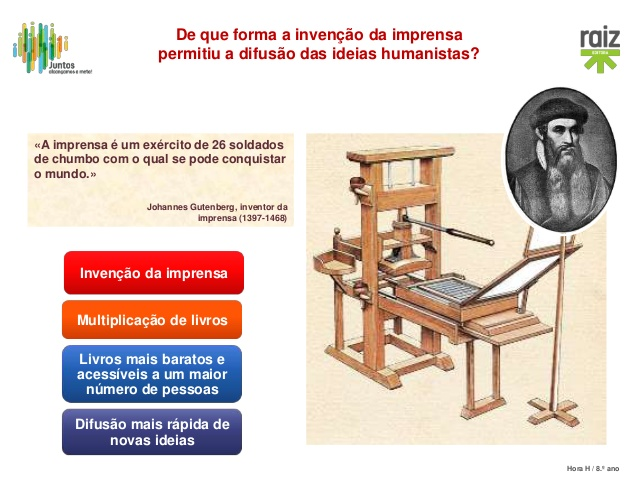 De que forma a invenção da imprensa
permitiu a difusão das ideias humanistas?
Juntos
alcançamos a meta!
raiz
EDITORA
«A imprensa é um exército de 26 soldados
de chumbo com o qual se pode conquistar
o mundo.»
Johannes Gutenberg, inventor da
imprensa (1397-1468)
Invenção da imprensa
Multiplicação de livros
Livros mais baratos e
acessíveis a um maior
número de pessoas
Difusão mais rápida de
novas ideias
Hora H / 8.º ano